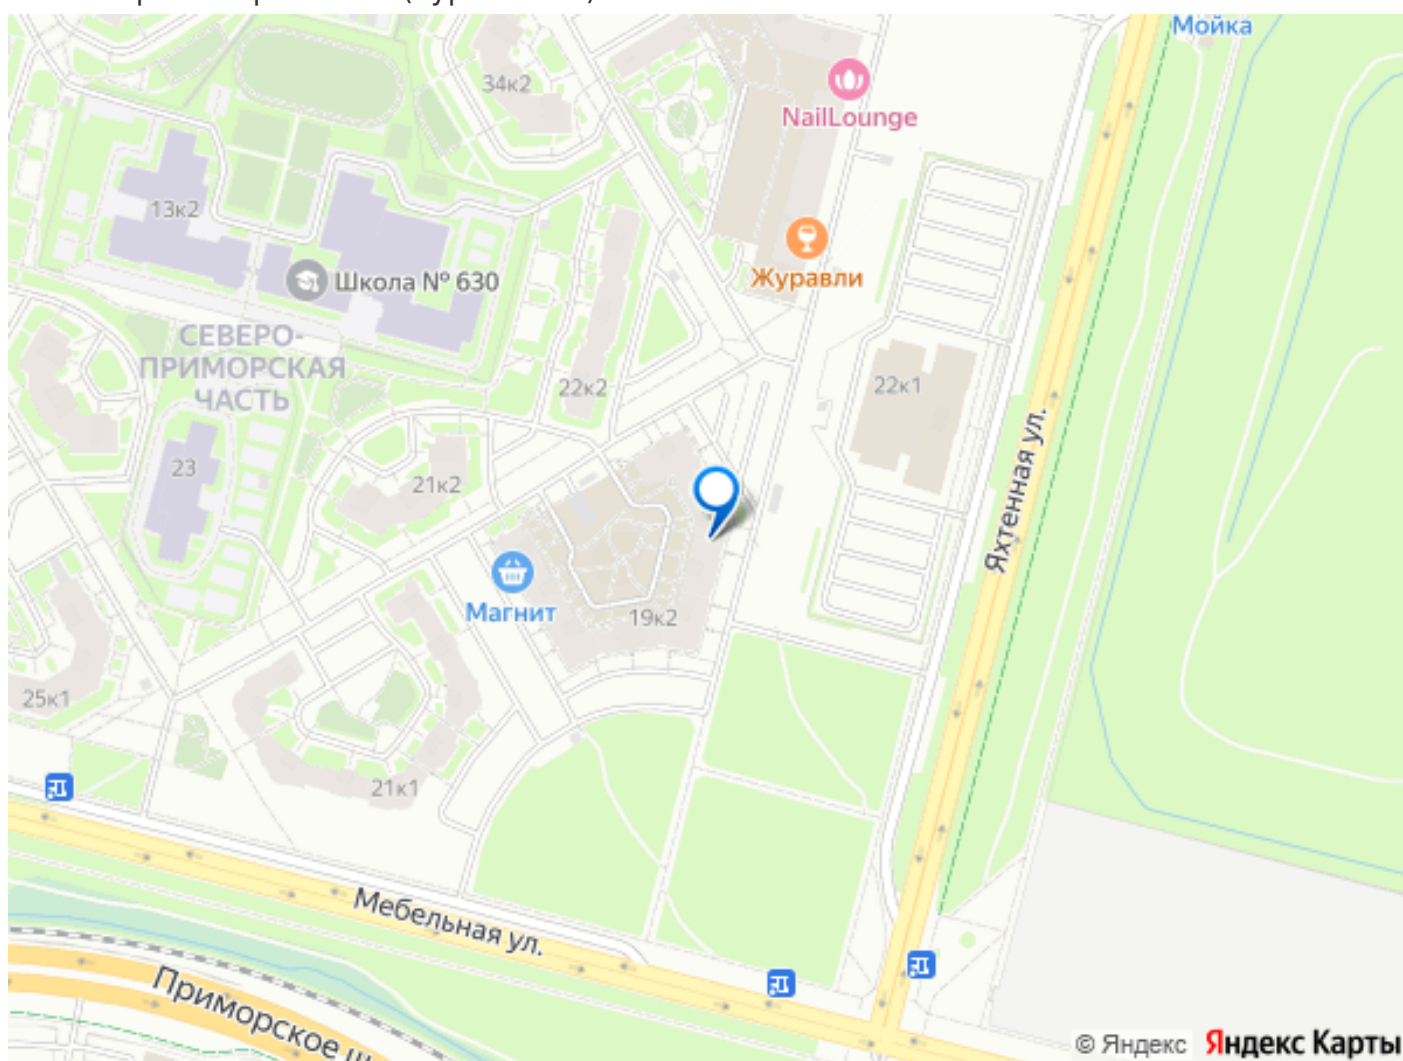 Мойка
34к2
NailLounge
13к2
Журавли
Школа № 630
СЕВЕРО-
ПРИМОРСКАЯ
ЧАСТЬ
22к2
22к1
23
21к2
Яхтенная ул.
Магнит
19к2
25к1
21к1
Мебельная ул.
Приморское
© Яндекс Яндекс Карты